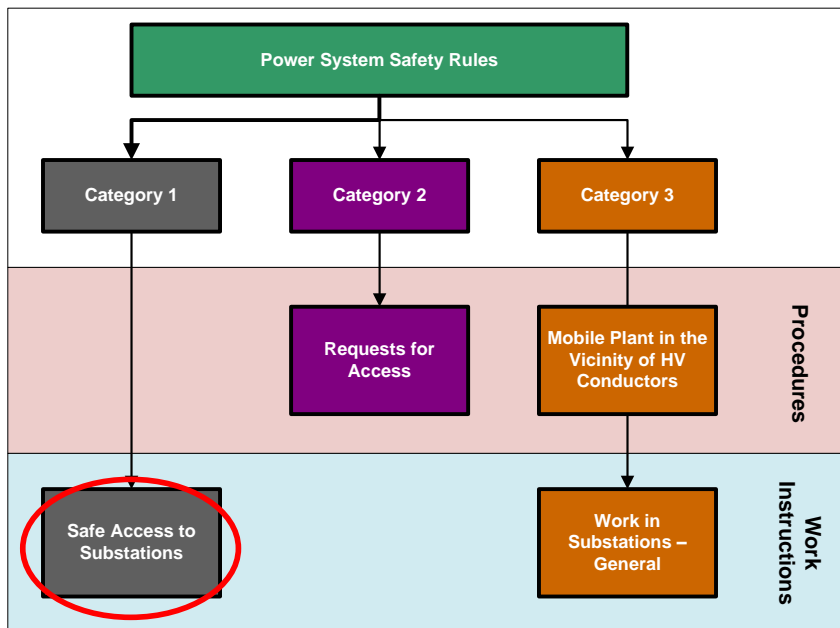 Power System Safety Rules
Category 1
Category 2
Category 3
Requests for
Access
Mobile Plant in the
Vicinity of HV
Conductors
Procedures
Safe Access to
Substations
Work in
Substations –
General
Work
Instructions